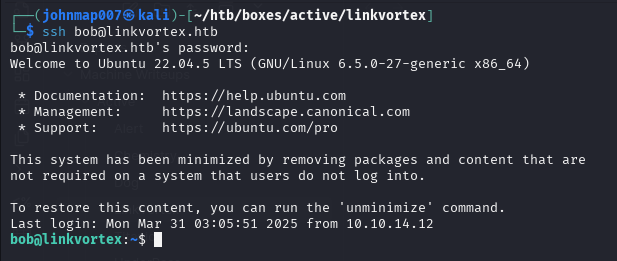 ┌──(johnmap007㉿kali)-[~/htb/boxes/active/linkvortex]
└─$ ssh bob@linkvortex.htb
bob@linkvortex.htb's password:
Welcome to Ubuntu 22.04.5 LTS (GNU/Linux 6.5.0-27-generic x86_64)
 * Documentation:  https://help.ubuntu.com
 * Management:     https://landscape.canonical.com
 * Support:        https://ubuntu.com/pro
This system has been minimized by removing packages and content that are
not required on a system that users do not log into.
To restore this content, you can run the 'unminimize' command.
Last login: Mon Mar 31 03:05:51 2025 from 10.10.14.12
bob@linkvortex:~$